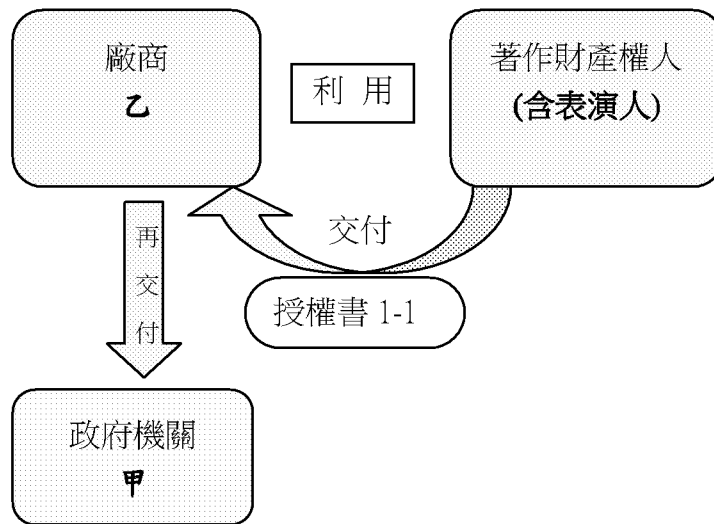 廠商
乙
利 用
著作財產權人
(含表演人)
交付
授權書 1-1
再
交
付
政府機關
甲